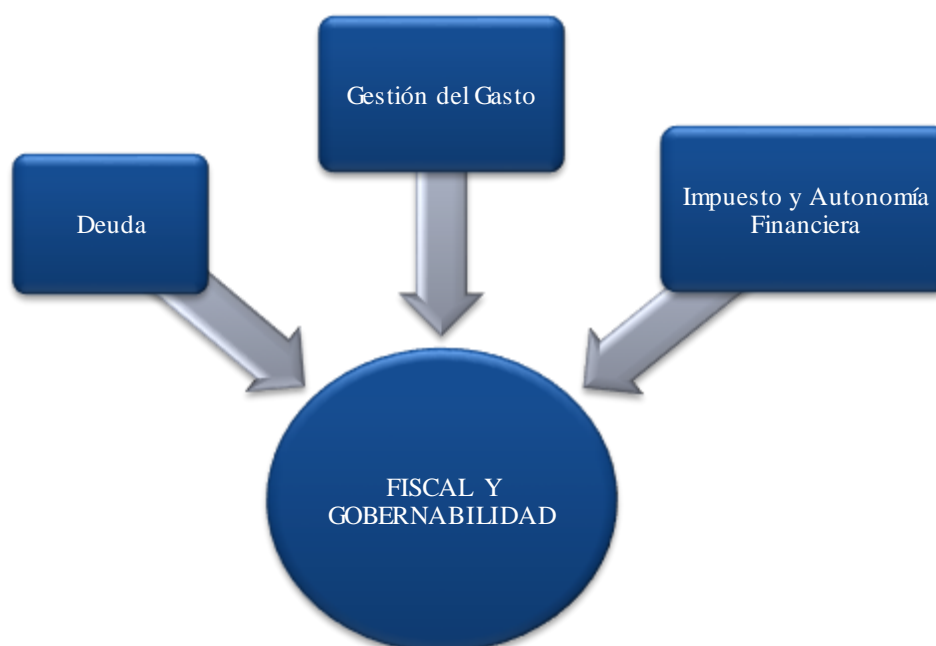 Gestión del Gasto
Deuda
Impuesto y Autonomía
Financiera
FISCAL Y
GOBERNABILIDAD